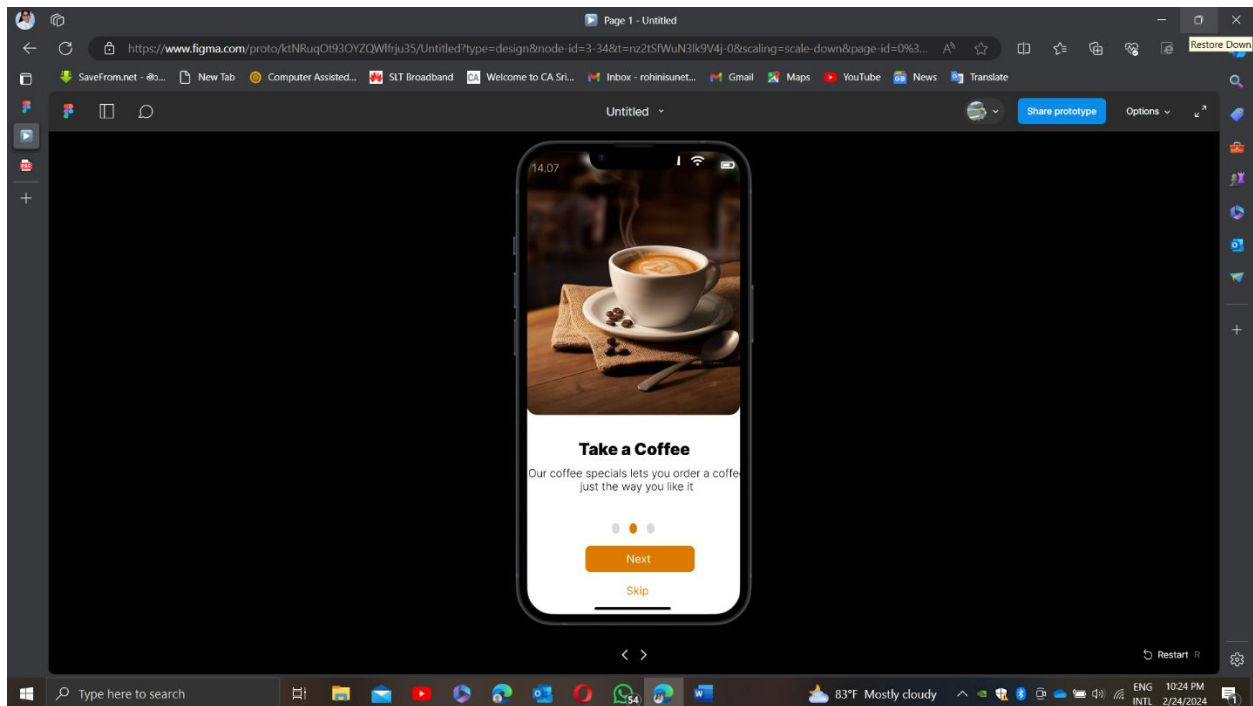 Page 1 - Untitled
https://www.figma.com/proto/ktNRuqOt93OYZQWlfrju35/Untitled?type=design&node-id=3-34&t=nz2tSfWuN3lk9V4j-0&scaling=scale-down&page-id=0%3...
Restore Down
SaveFrom.net - මා... New Tab Computer Assisted... SLT Broadband CA Welcome to CA Sri... Inbox - rohinisunet... Gmail Maps YouTube News Translate
Untitled
Share prototype
Options
14.07
Take a Coffee
Our coffee specials lets you order a coffe
just the way you like it
Next
Skip
Restart R
Type here to search
54
83°F Mostly cloudy
ENG
INTL
10:24 PM
2/24/2024
1